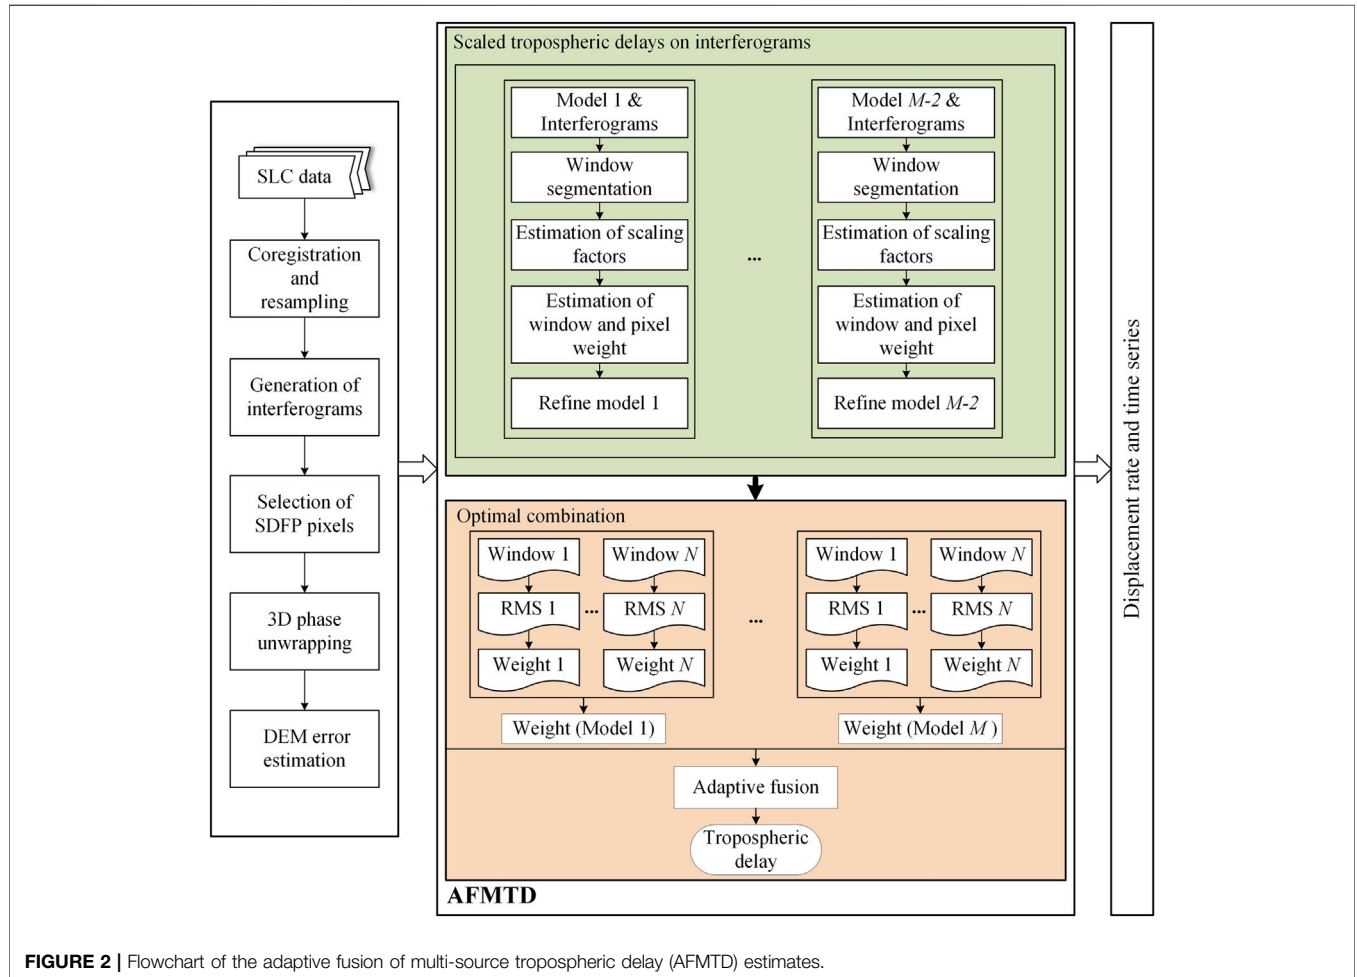 SLC data
Coregistration
and
resampling
Generation of
interferograms
Selection of
SDFP pixels
3D phase
unwrapping
DEM error
estimation
Scaled tropospheric delays on interferograms
Model 1 &
Interferograms
Window
segmentation
Estimation of scaling
factors
Estimation of
window and pixel
weight
Refine model 1
...
Model M-2 &
Interferograms
Window
segmentation
Estimation of scaling
factors
Estimation of
window and pixel
weight
Refine model M-2
Optimal combination
Window 1
RMS 1
Weight 1
...
Window N
RMS N
Weight N
Weight (Model 1)
...
Window 1
RMS 1
Weight 1
...
Window N
RMS N
Weight N
Weight (Model M )
Adaptive fusion
Tropospheric
delay
AFMTD
Displacement rate and time series
FIGURE 2 | Flowchart of the adaptive fusion of multi-source tropospheric delay (AFMTD) estimates.